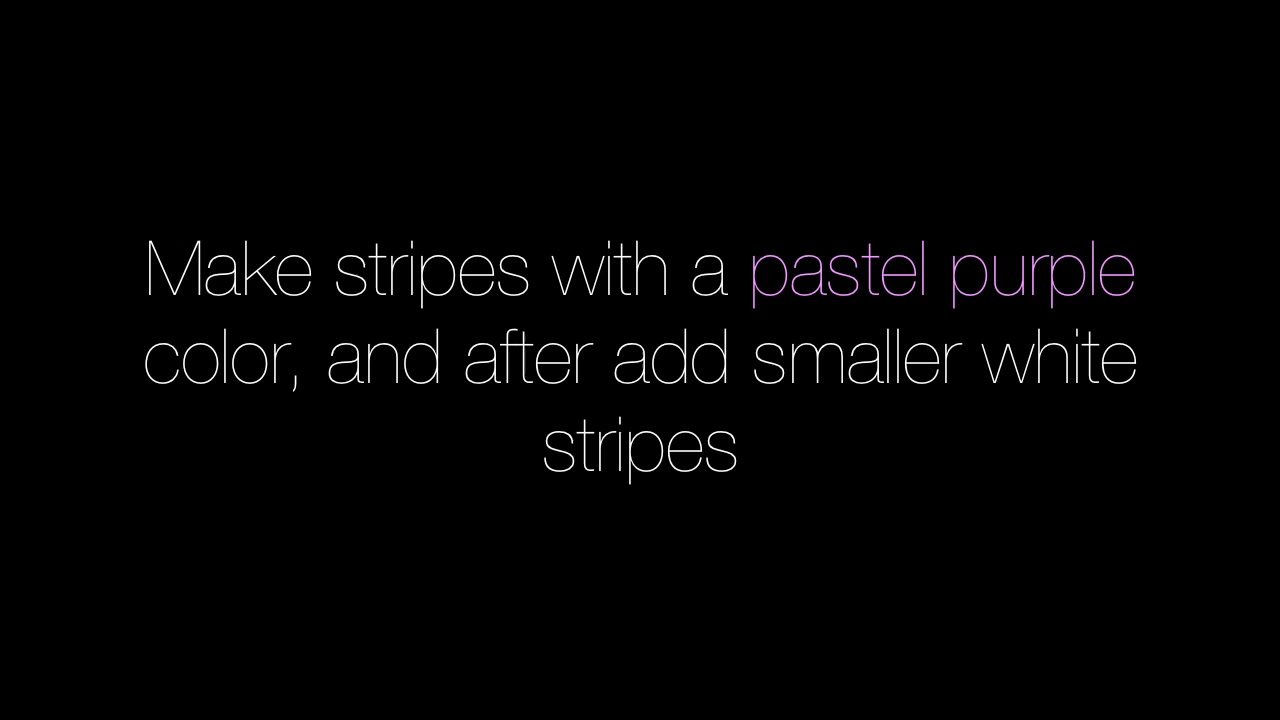 Make stripes with a pastel purple
color, and after add smaller white
stripes